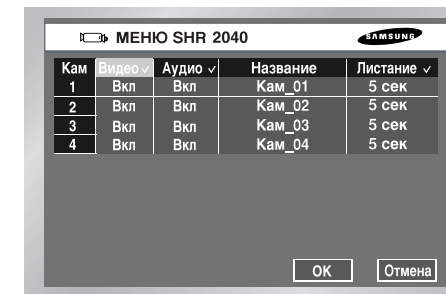 МЕНЮ SHR 2040 SAMSUNG
Кам Видео ✓ Аудио ✓ Название Листание ✓
1 Вкл Вкл Кам_01 5 сек
2 Вкл Вкл Кам_02 5 сек
3 Вкл Вкл Кам_03 5 сек
4 Вкл Вкл Кам_04 5 сек
OK Отмена